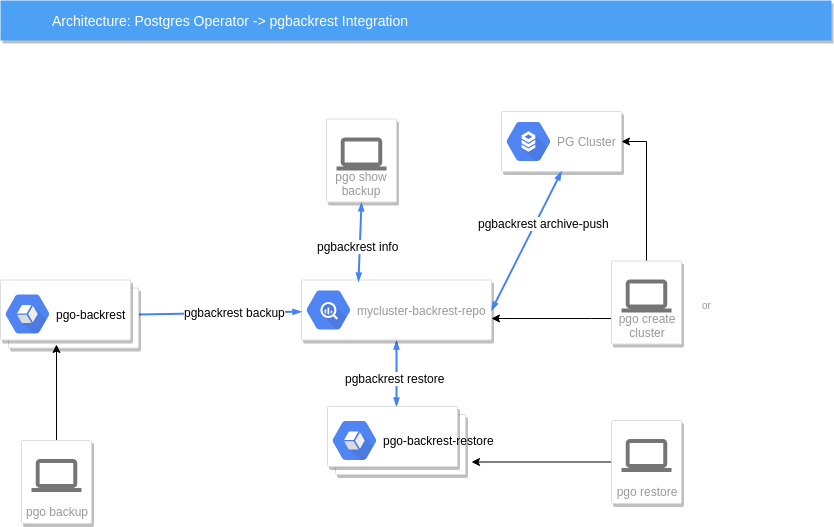 Architecture: Postgres Operator -> pgbackrest Integration
PG Cluster
pgo show
backup
pgbackrest archive-push
pgbackrest info
pgo-backrest
pgbackrest backup
mycluster-backrest-repo
or
pgo create
cluster
pgbackrest restore
pgo-backrest-restore
pgo restore
pgo backup